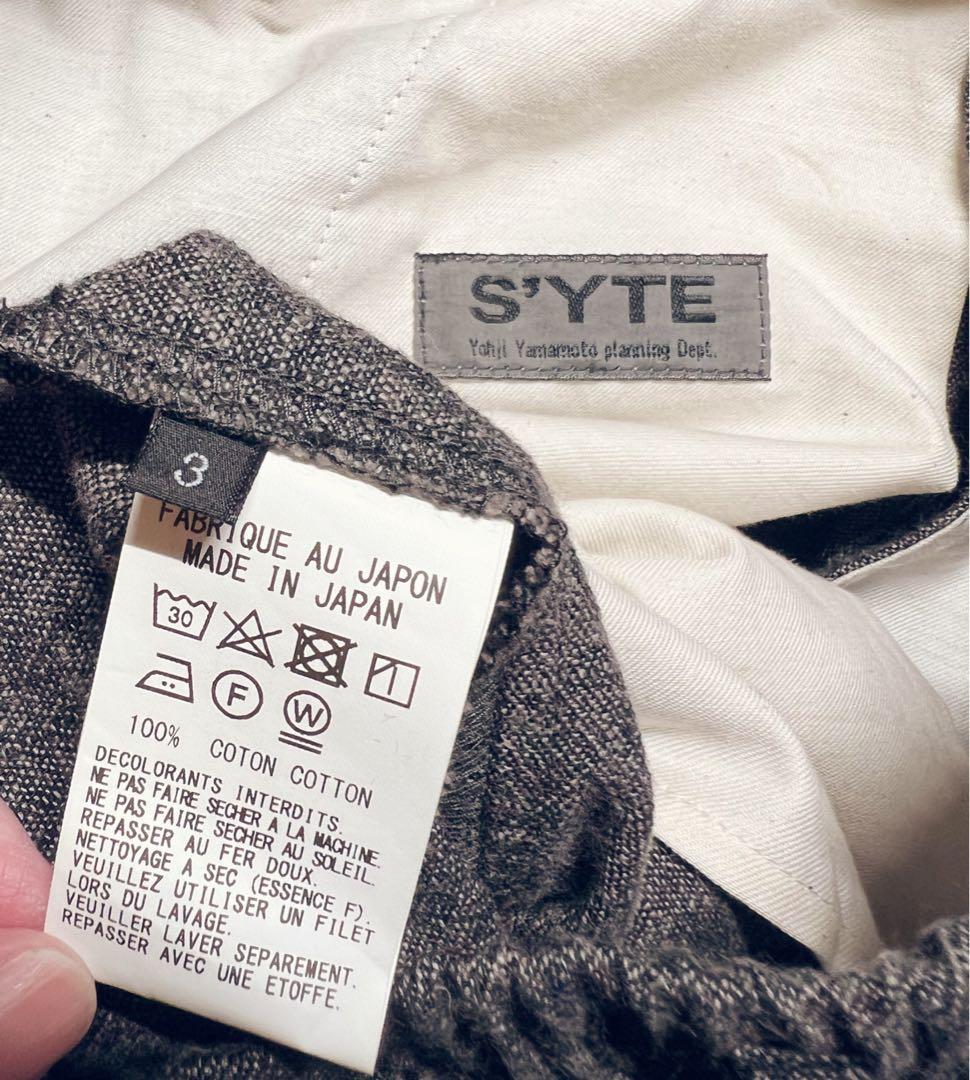 S'YTE
Yohji Yamamoto planning Dept.
3
FABRIQUE AU JAPON
MADE IN JAPAN
30
F
W
100% COTON COTTON
DECOLORANTS INTERDITS.
NE PAS FAIRE SECHER A LA MACHINE.
NE PAS FAIRE SECHER AU SOLEIL.
REPASSER AU FER DOUX.
NETTOYAGE A SEC (ESSENCE F).
VEUILLEZ UTILISER UN FILET
LORS DU LAVAGE.
VEUILLER LAVER SEPAREMENT.
REPASSER AVEC UNE ETOFFE.